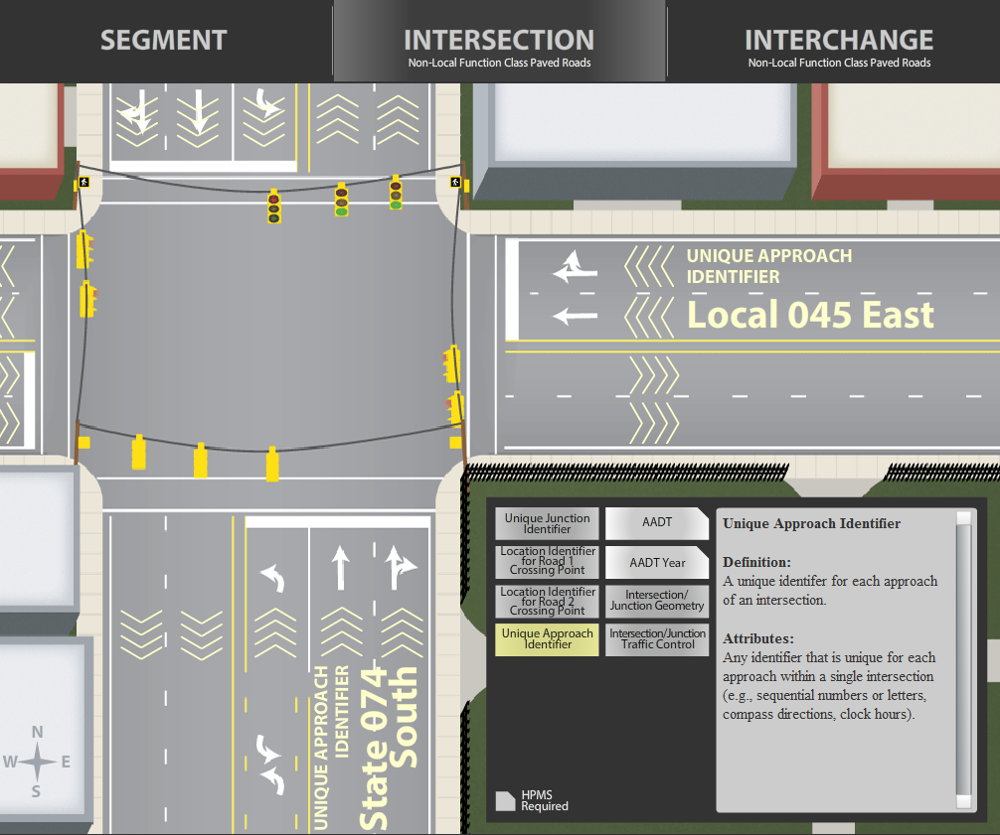 SEGMENT
INTERSECTION
Non-Local Function Class Paved Roads
INTERCHANGE
Non-Local Function Class Paved Roads
UNIQUE APPROACH
IDENTIFIER
Local 045 East
UNIQUE APPROACH
IDENTIFIER
State 074
South
N
W E
S
Unique Junction
Identifier
AADT
Location Identifier
for Road 1
Crossing Point
AADT Year
Location Identifier
for Road 2
Crossing Point
Intersection/
Junction Geometry
Unique Approach
Identifier
Intersection/Junction
Traffic Control
HPMS
Required
Unique Approach Identifier
Definition:
A unique identifer for each approach
of an intersection.
Attributes:
Any identifier that is unique for each
approach within a single intersection
(e.g., sequential numbers or letters,
compass directions, clock hours).